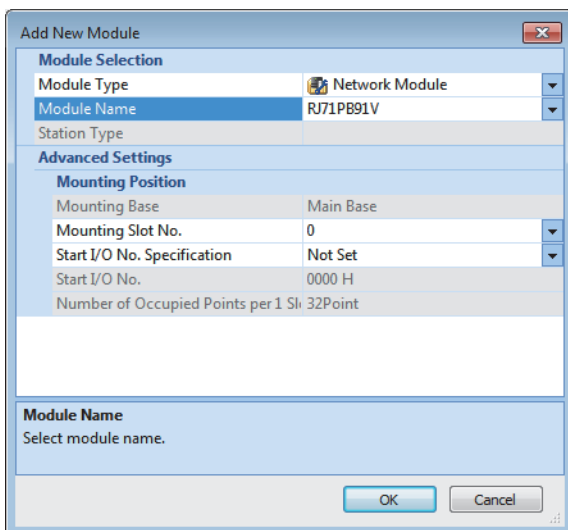 Add New Module
Module Selection
Module Type Network Module
Module Name RJ71PB91V
Station Type
Advanced Settings
Mounting Position
Mounting Base Main Base
Mounting Slot No. 0
Start I/O No. Specification Not Set
Start I/O No. 0000 H
Number of Occupied Points per 1 Sl 32Point
Module Name
Select module name.
OK Cancel